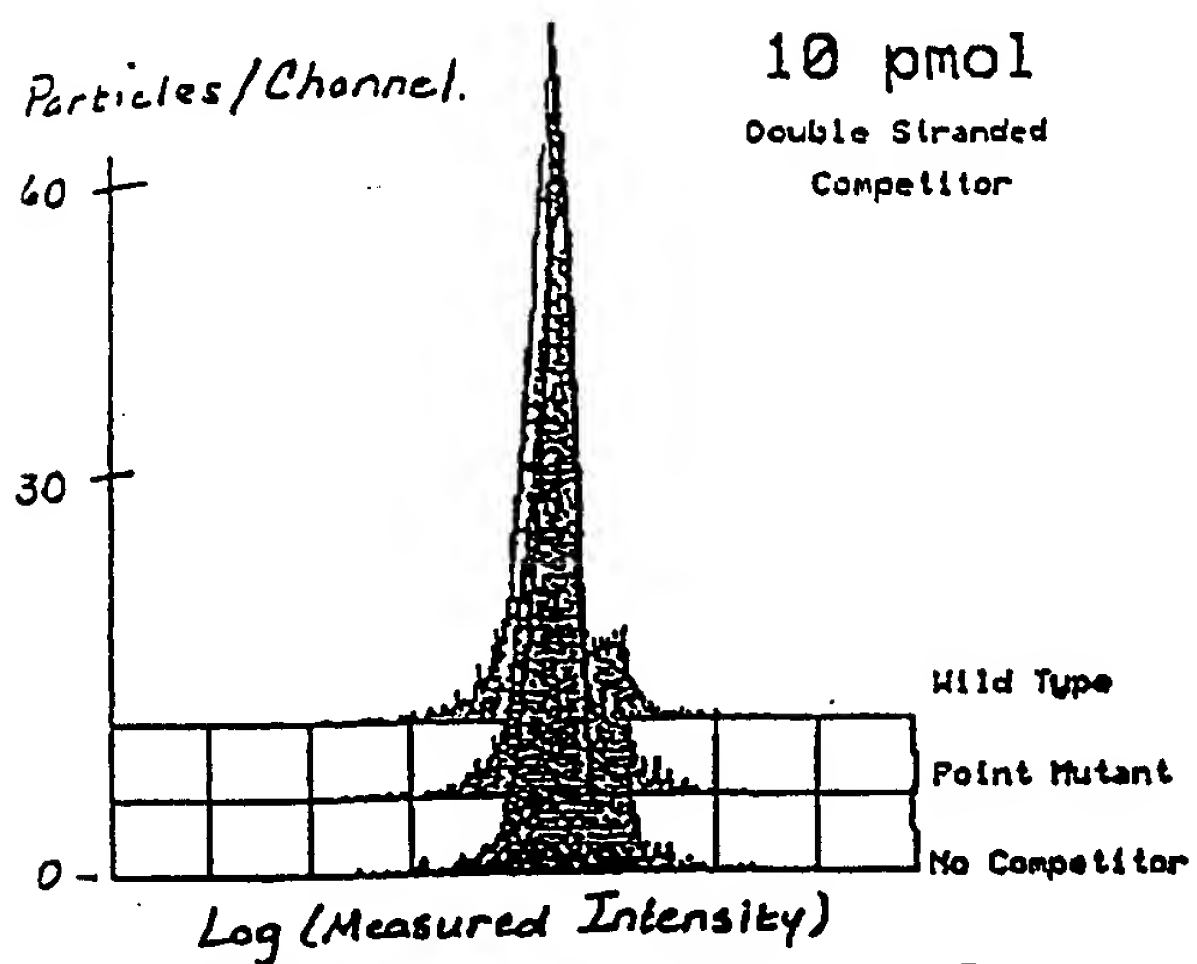 Particles/Channel.
10 pmol
Double Stranded
Competitor
60
30
0
Wild Type
Point Mutant
No Competitor
Log (Measured Intensity)